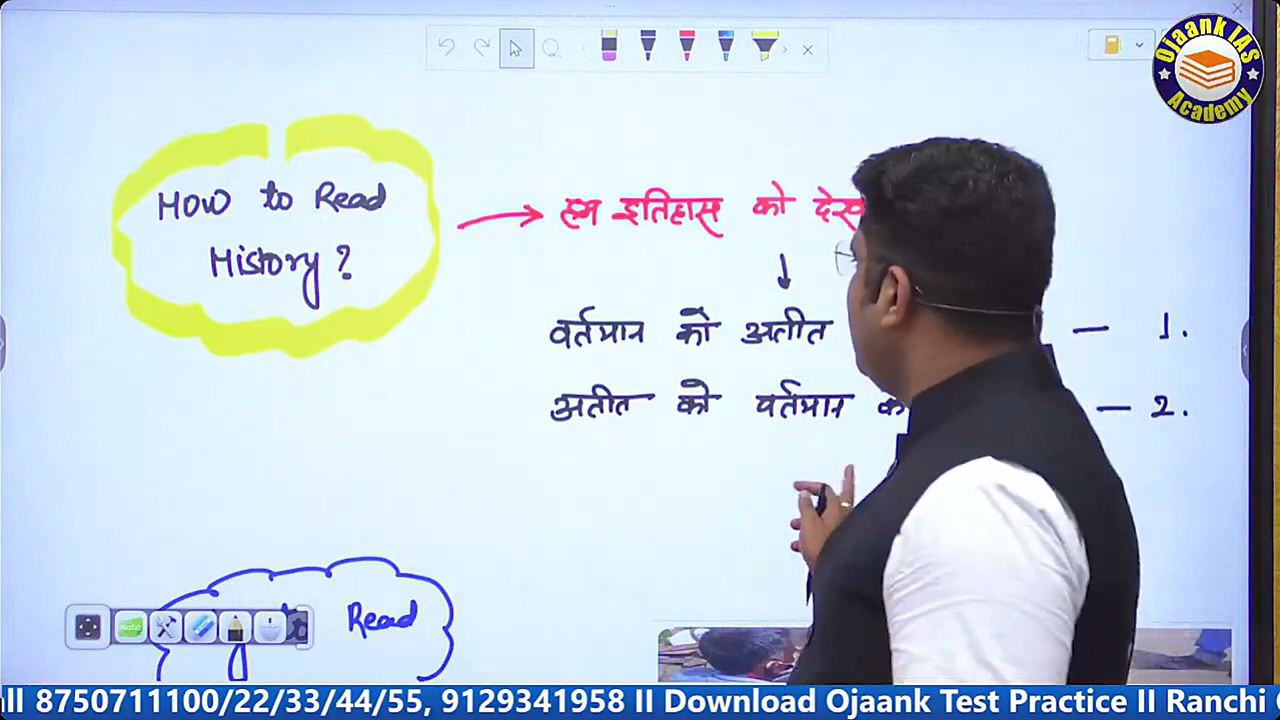 Ojaank IAS
Academy
How to Read
History?
हम इतिहास को
वर्तमान को अतीत
— 1.
अतीत को वर्तमान
— 2.
Read
Note
8750711100/22/33/44/55, 9129341958 II Download Ojaank Test Practice II Ranchi